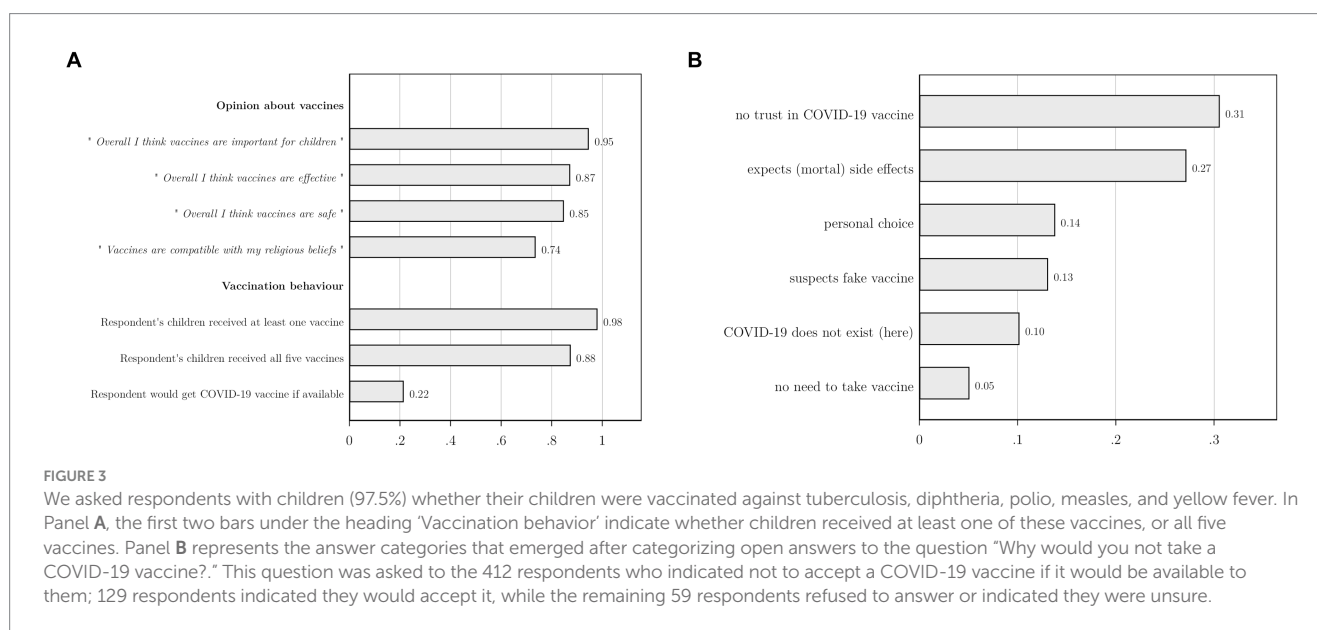 A
Opinion about vaccines
" Overall I think vaccines are important for children "
0.95
" Overall I think vaccines are effective "
0.87
" Overall I think vaccines are safe "
0.85
" Vaccines are compatible with my religious beliefs "
0.74
Vaccination behaviour
Respondent's children received at least one vaccine
0.98
Respondent's children received all five vaccines
0.88
Respondent would get COVID-19 vaccine if available
0.22
0 .2 .4 .6 .8 1
B
no trust in COVID-19 vaccine
0.31
expects (mortal) side effects
0.27
personal choice
0.14
suspects fake vaccine
0.13
COVID-19 does not exist (here)
0.10
no need to take vaccine
0.05
0 .1 .2 .3
FIGURE 3
We asked respondents with children (97.5%) whether their children were vaccinated against tuberculosis, diphtheria, polio, measles, and yellow fever. In
Panel A, the first two bars under the heading ‘Vaccination behavior’ indicate whether children received at least one of these vaccines, or all five
vaccines. Panel B represents the answer categories that emerged after categorizing open answers to the question “Why would you not take a
COVID-19 vaccine?.” This question was asked to the 412 respondents who indicated not to accept a COVID-19 vaccine if it would be available to
them; 129 respondents indicated they would accept it, while the remaining 59 respondents refused to answer or indicated they were unsure.